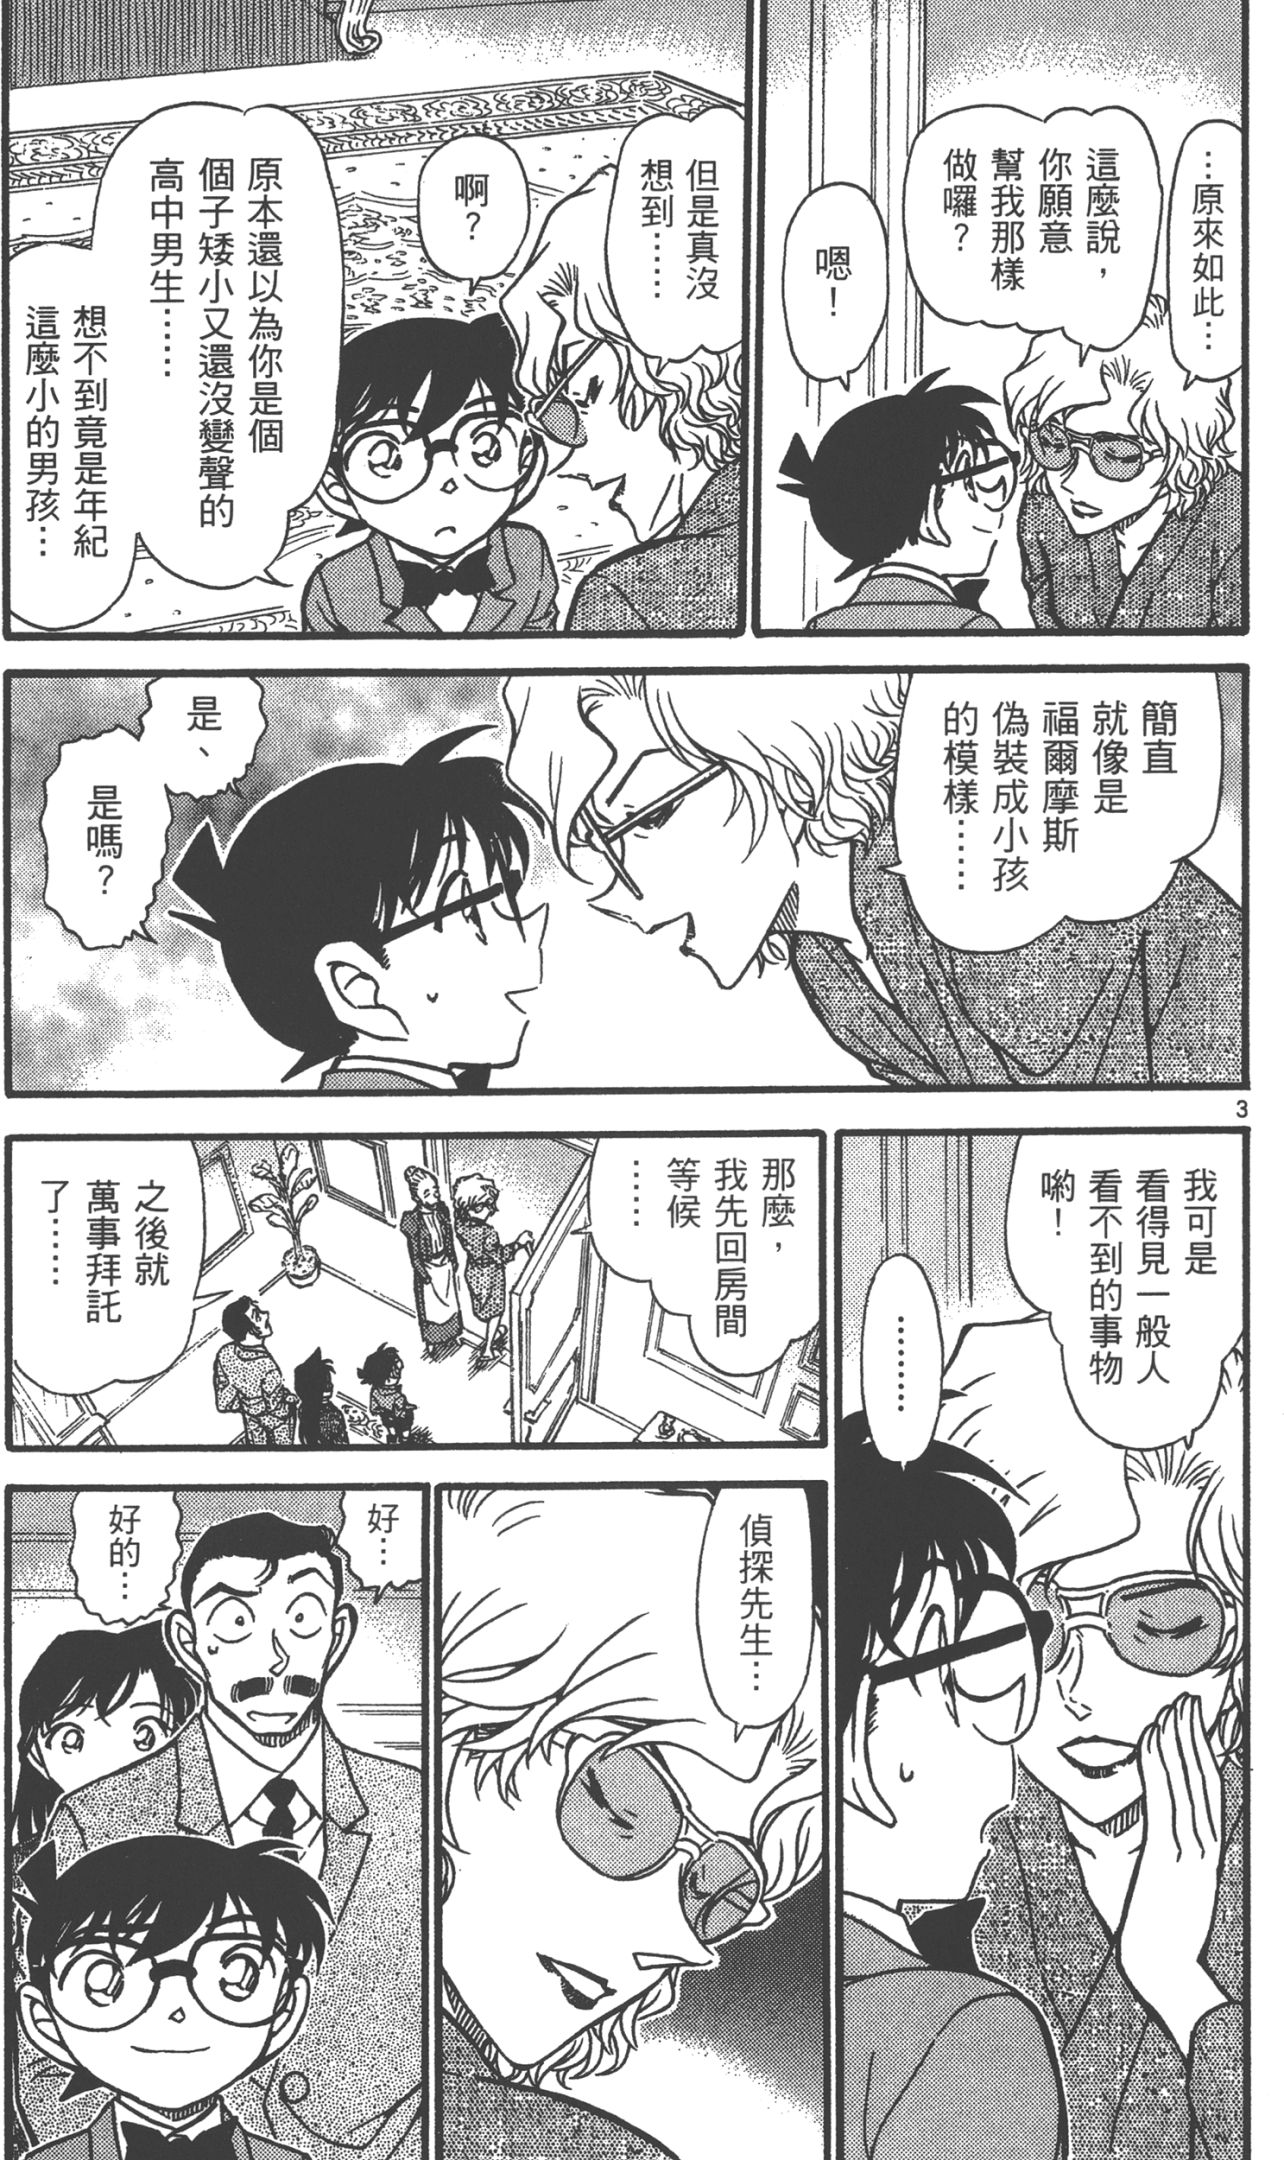 …原來如此…
這麼說，
你願意
幫我那樣
做囉？
嗯！
但是真沒
想到……
啊？
原本還以為你是個
個子矮小又還沒變聲的
高中男生……
想不到竟是年紀
這麼小的男孩…
簡直
就像是
福爾摩斯
偽裝成小孩
的模樣……
是、
是嗎？
3
我可是
看得見一般人
看不到的事物
喲！
………
那麼，
我先回房間
等候
……
之後就
萬事拜託
了……
偵探先生…
好…
好的…